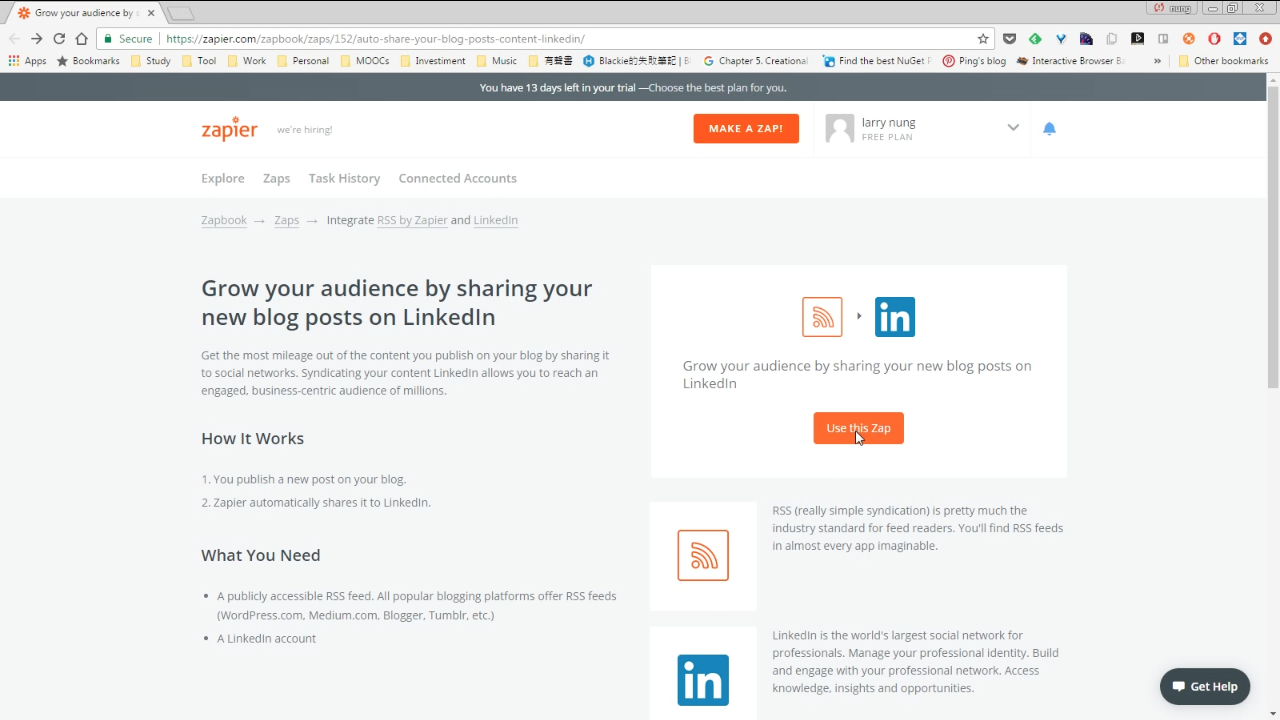 Grow your audience by s
nung
Secure
https://zapier.com/zapbook/zaps/152/auto-share-your-blog-posts-content-linkedin/
Apps Bookmarks Study Tool Work Personal MOOCs Investiment Music 有聲書 Blackie的失敗筆記 | B Chapter 5. Creational Find the best NuGet P Ping's blog Interactive Browser Ba » Other bookmarks
You have 13 days left in your trial —Choose the best plan for you.
zapier
we're hiring!
MAKE A ZAP!
larry nung
FREE PLAN
Explore Zaps Task History Connected Accounts
Zapbook → Zaps → Integrate RSS by Zapier and LinkedIn
Grow your audience by sharing your
new blog posts on LinkedIn
Get the most mileage out of the content you publish on your blog by sharing it
to social networks. Syndicating your content LinkedIn allows you to reach an
engaged, business-centric audience of millions.
How It Works
1. You publish a new post on your blog.
2. Zapier automatically shares it to LinkedIn.
What You Need
• A publicly accessible RSS feed. All popular blogging platforms offer RSS feeds
(WordPress.com, Medium.com, Blogger, Tumblr, etc.)
• A LinkedIn account
in
Grow your audience by sharing your new blog posts on
LinkedIn
Use this Zap
RSS (really simple syndication) is pretty much the
industry standard for feed readers. You'll find RSS feeds
in almost every app imaginable.
in
LinkedIn is the world's largest social network for
professionals. Manage your professional identity. Build
and engage with your professional network. Access
knowledge, insights and opportunities.
Get Help